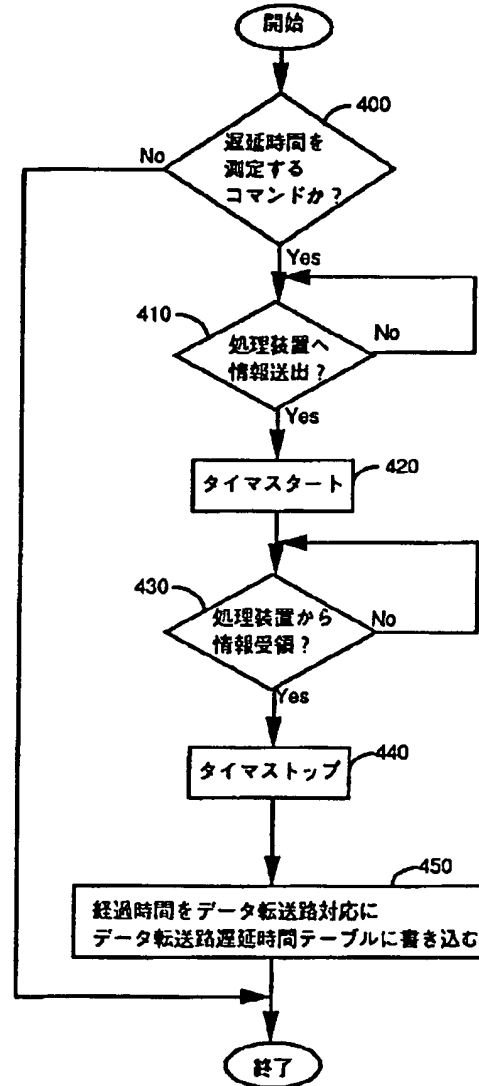 開始
400
遅延時間を
測定する
コマンドか？
No
Yes
410
処理装置へ
情報送出？
No
Yes
タイマスタート
420
430
処理装置から
情報受領？
No
Yes
タイマストップ
440
450
経過時間をデータ転送路対応に
データ転送路遅延時間テーブルに書き込む
終了